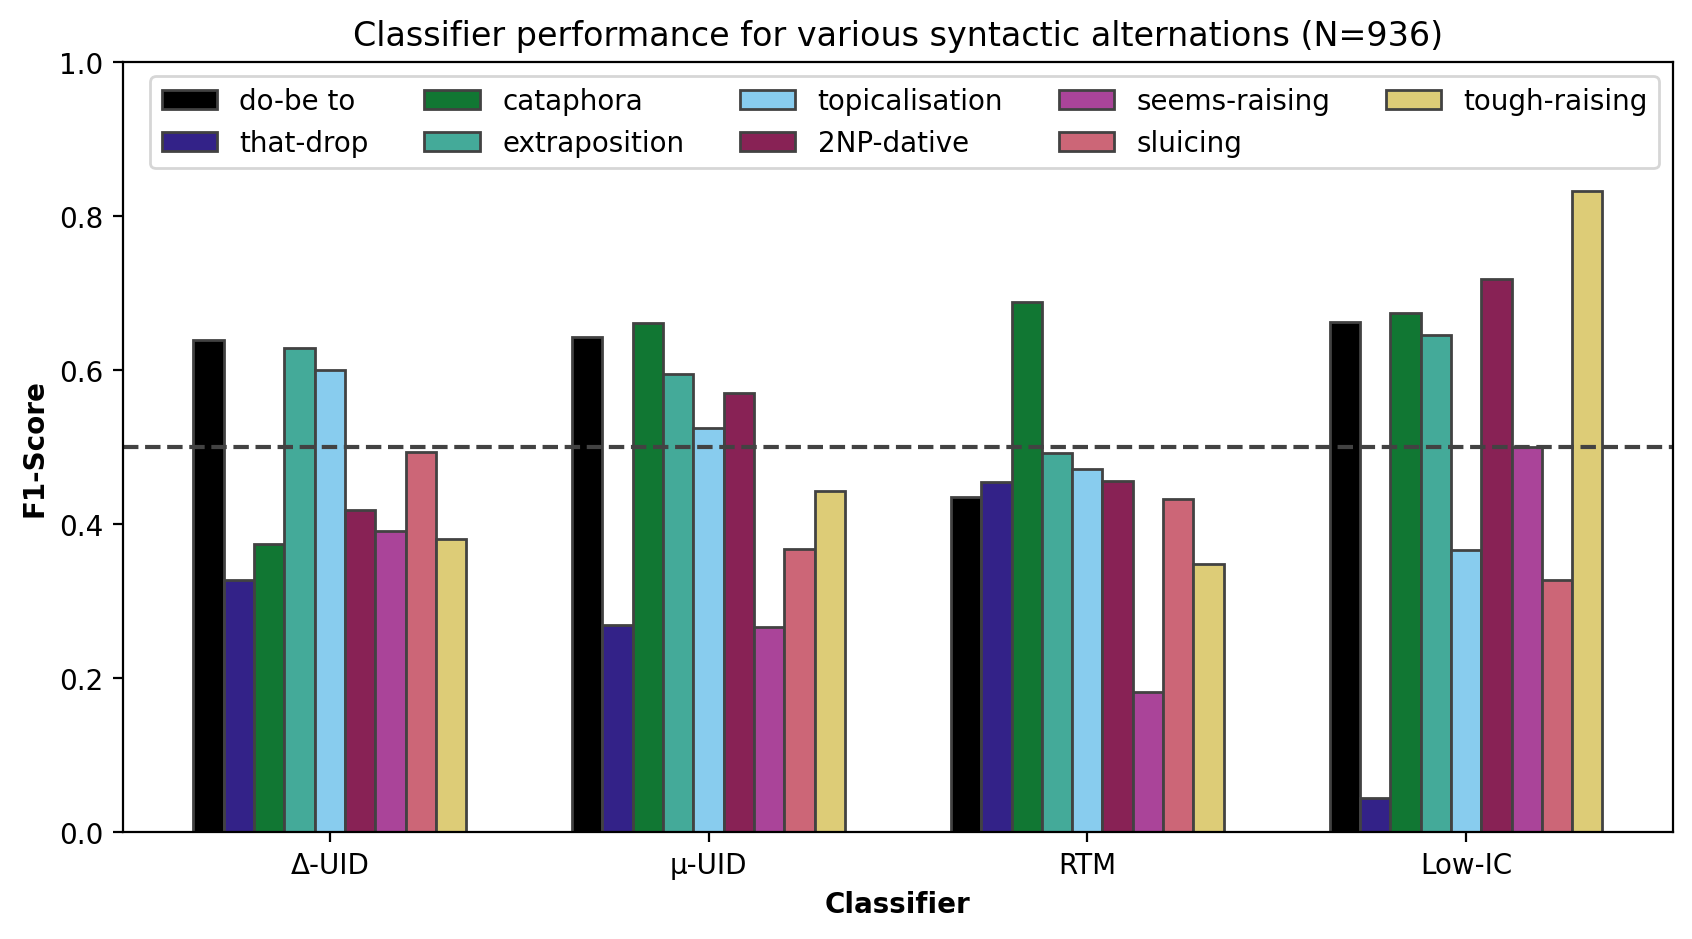 Classifier performance for various syntactic alternations (N=936)
1.0
0.8
0.6
0.4
0.2
0.0
F1-Score
do-be to
that-drop
cataphora
extraposition
topicalisation
2NP-dative
seems-raising
sluicing
tough-raising
Δ-UID
μ-UID
RTM
Low-IC
Classifier